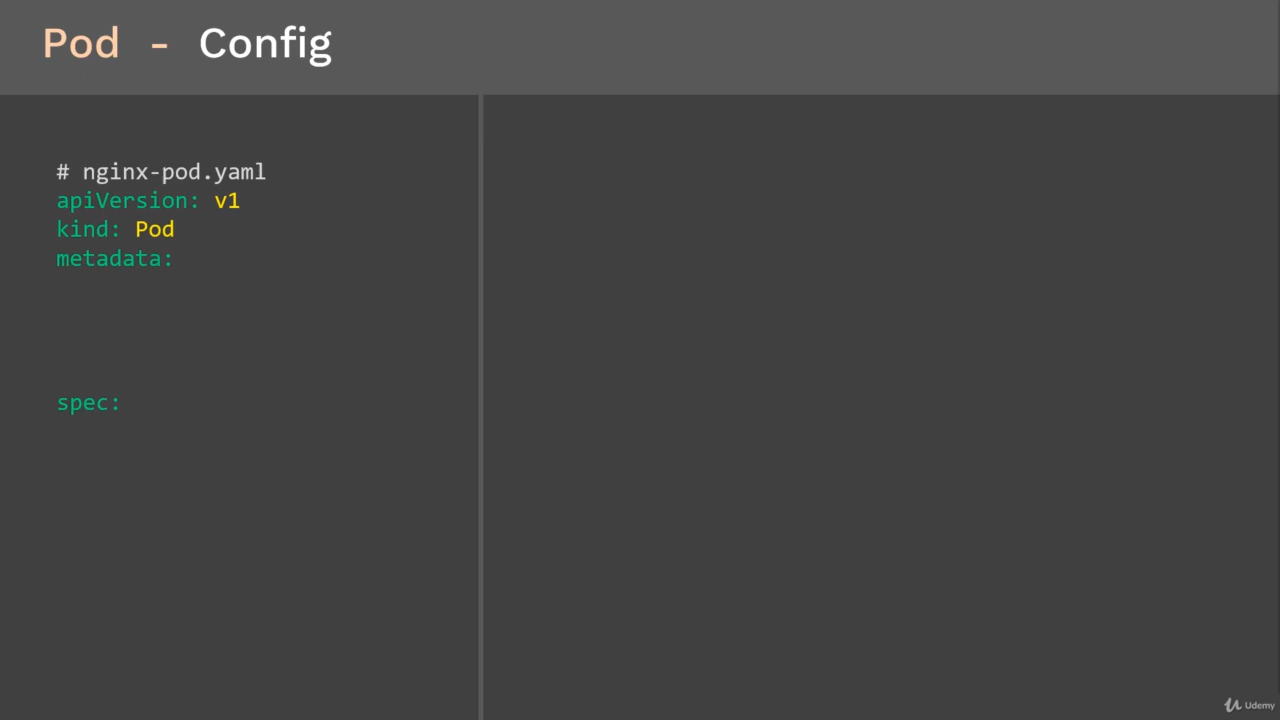 Pod - Config
# nginx-pod.yaml
apiVersion: v1
kind: Pod
metadata:
spec:
Udemy